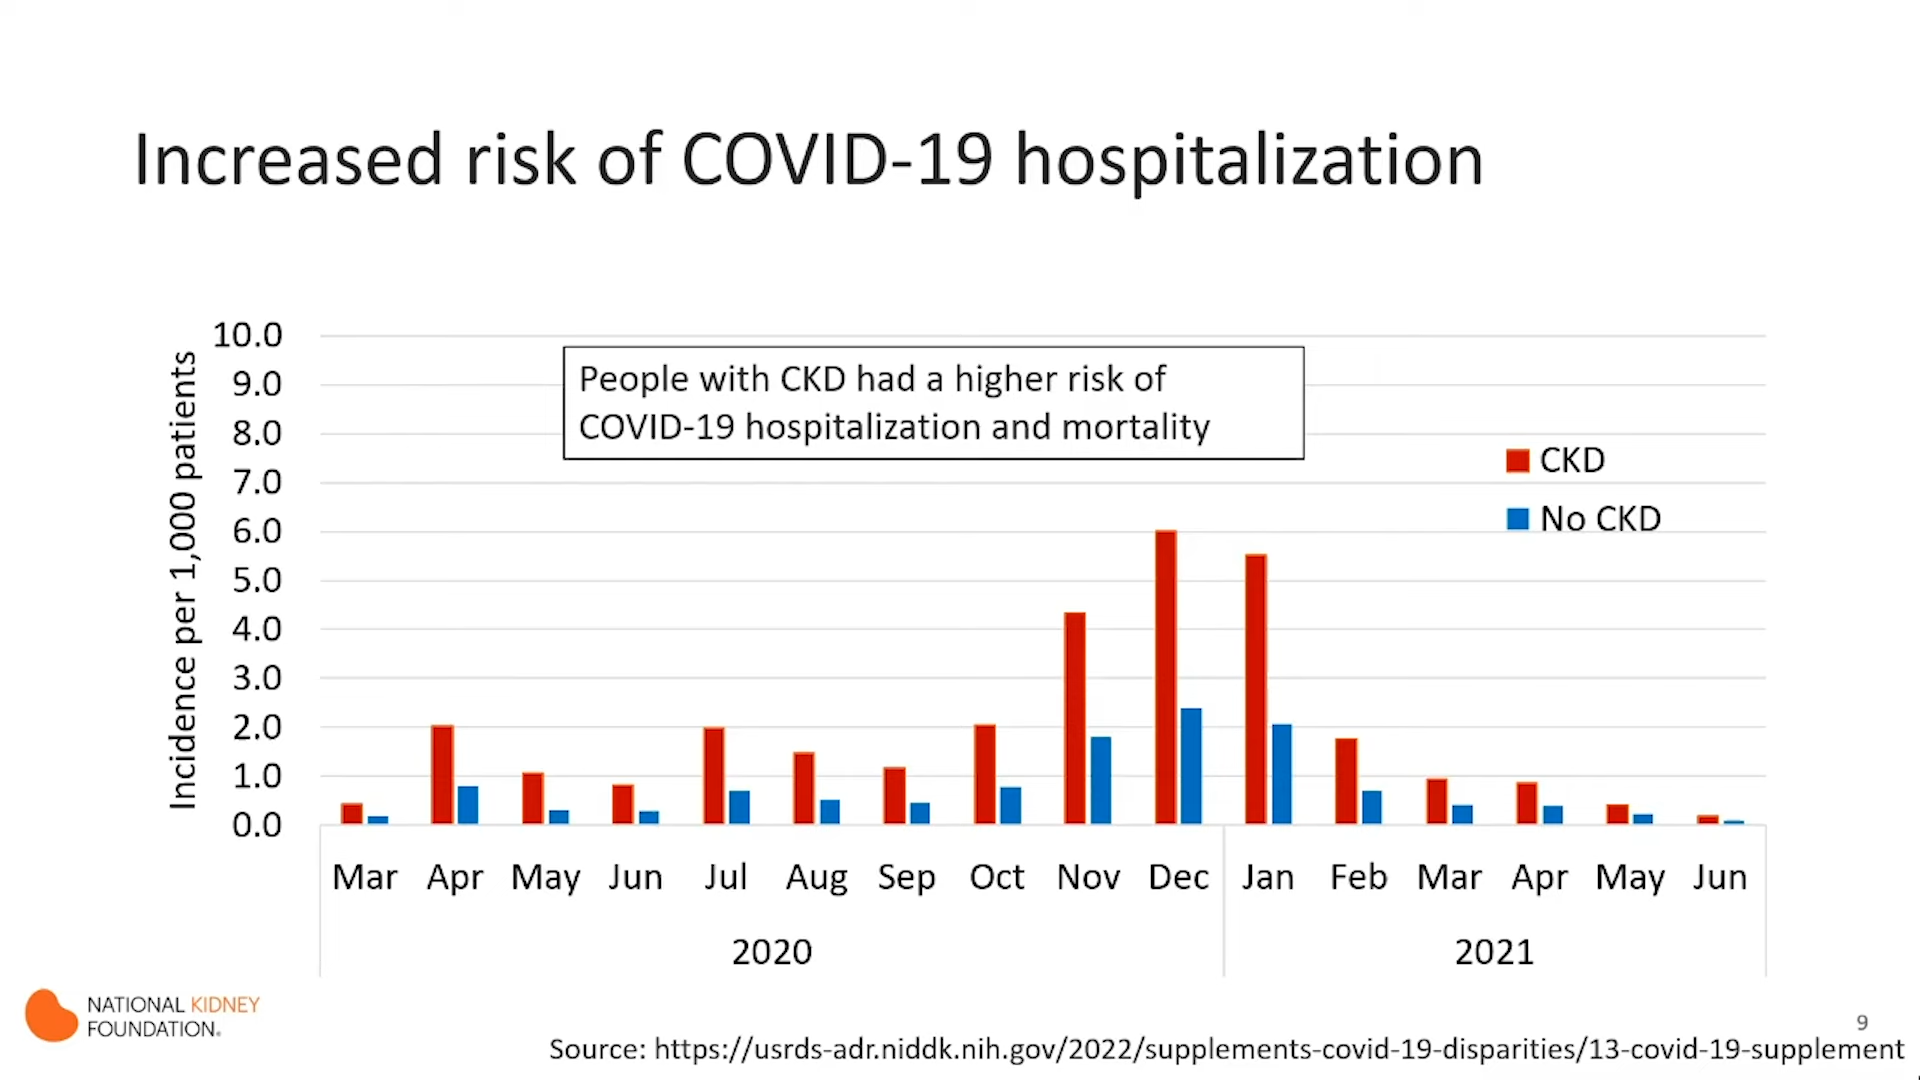 Increased risk of COVID-19 hospitalization
Incidence per 1,000 patients
10.0
9.0
8.0
7.0
6.0
5.0
4.0
3.0
2.0
1.0
0.0
People with CKD had a higher risk of
COVID-19 hospitalization and mortality
CKD
No CKD
Mar Apr May Jun Jul Aug Sep Oct Nov Dec Jan Feb Mar Apr May Jun
2020 2021
NATIONAL KIDNEY
FOUNDATION.
9
Source: https://usrds-adr.niddk.nih.gov/2022/supplements-covid-19-disparities/13-covid-19-supplement